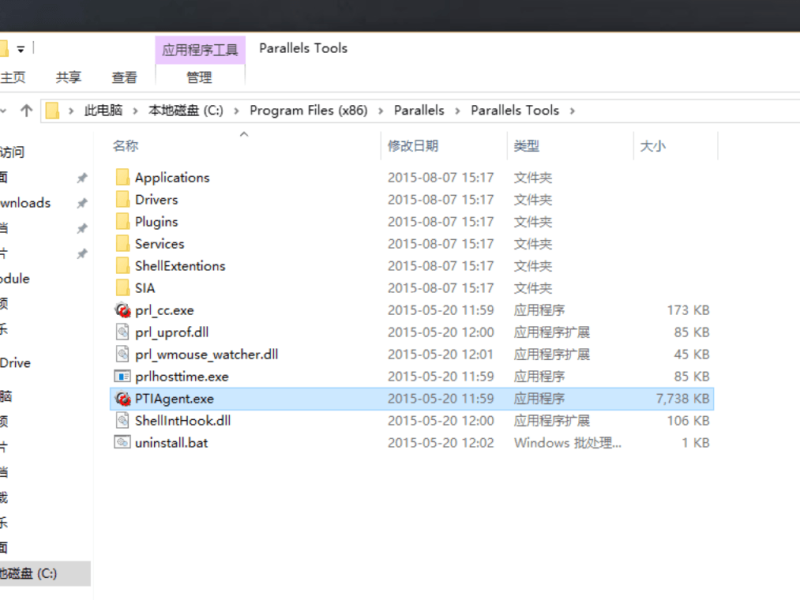 应用程序工具 Parallels Tools
主页 共享 查看 管理
此电脑 本地磁盘 (C:) Program Files (x86) Parallels Parallels Tools
名称 修改日期 类型 大小
Applications 2015-08-07 15:17 文件夹
Drivers 2015-08-07 15:17 文件夹
Plugins 2015-08-07 15:17 文件夹
Services 2015-08-07 15:17 文件夹
ShellExtentions 2015-08-07 15:17 文件夹
SIA 2015-08-07 15:17 文件夹
prl_cc.exe 2015-05-20 11:59 应用程序 173 KB
prl_uprof.dll 2015-05-20 12:00 应用程序扩展 85 KB
prl_wmouse_watcher.dll 2015-05-20 12:01 应用程序扩展 45 KB
prlhosttime.exe 2015-05-20 11:59 应用程序 85 KB
PTIAgent.exe 2015-05-20 11:59 应用程序 7,738 KB
ShellIntHook.dll 2015-05-20 12:00 应用程序扩展 106 KB
uninstall.bat 2015-05-20 12:02 Windows 批处理... 1 KB
访问
面
wnloads
档
片
odule
频
乐
Drive
脑
频
片
档
载
乐
面
地磁盘 (C:)